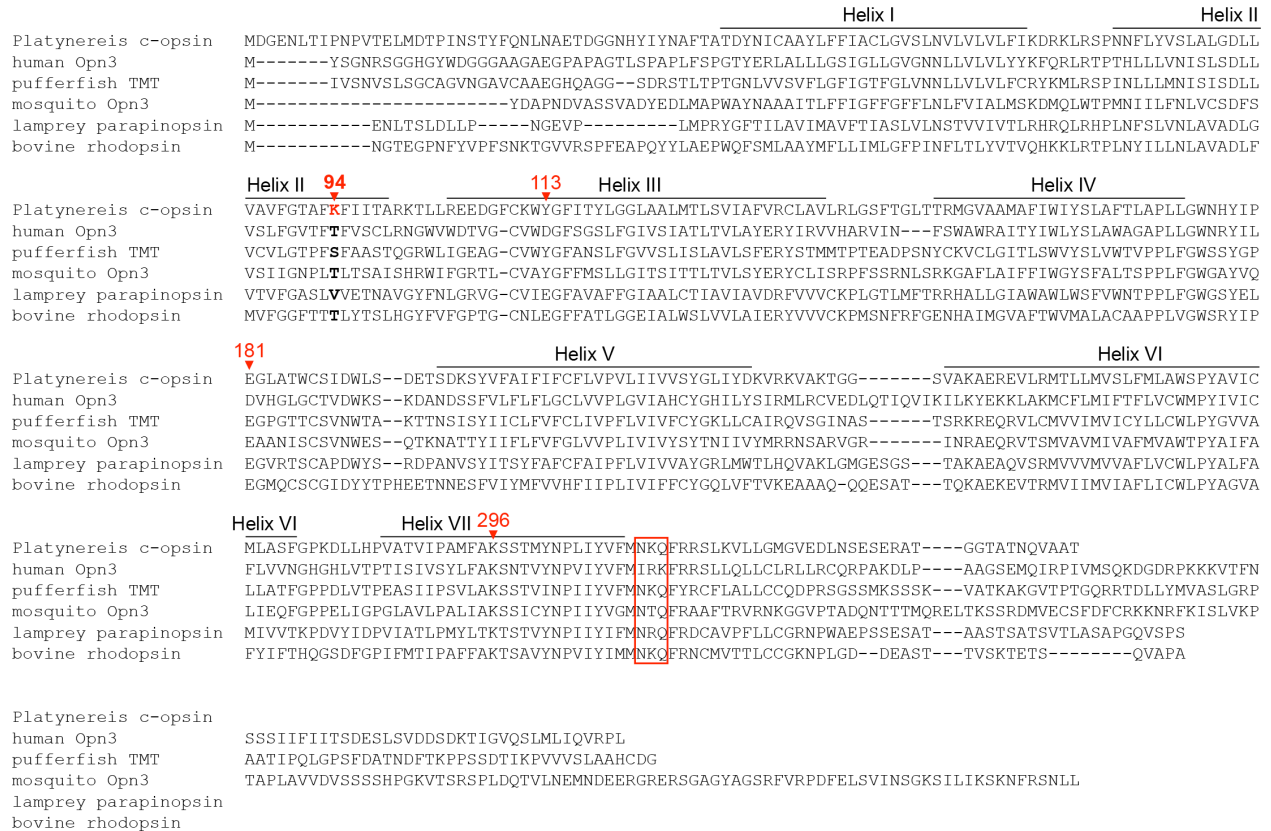 Helix I Helix II
Platynereis c-opsin MDGENLTIPNPVTELMDTPINSTYFQNLNAETDGGNHYIYNAFTATDYNICAAYLFFIACLGVSLNVLVLVLFIKDRKLRSPNNFLYVSLALGDLL
human Opn3 M------YSGNRSGGHGYWDGGGAAGAEGPAPAGTLSPAPLFSPGTYERLALLLGSIGLLGVGNNLLVLVLYYKFQRLRTPTHLLLVNISLSDLL
pufferfish TMT M------IVSNVSLSGCAGVNGAVCAAEGHQAGG--SDRSTLTPTGNLVVSVFLGFIGTFGLVNNLLVLVLFCRYKMLRSPINLLLMNISISDLL
mosquito Opn3 M-----------------------YDAPNDVASSVADYEDLMAPWAYNAAAITLFFIGFFGFFLNLFVIALMSKDMQLWTPMNIILFNLVCSDFS
lamprey parapinopsin M-----------ENLTSLDLLP----NGEVP---------LMPRYGFTILAVIMAVFTIASLVLNSTVVIVTLRHRQLRHPLNFSLVNLAVADLG
bovine rhodopsin M-----------NGTEGPNFYVPFSNKTGVVRSPFEAPQYYLAEPWQFSMLAAYMFLLIMLGFPINFLTLYVTVQHKKLRTPLNYILLNLAVADLF
Helix II 94 113 Helix III Helix IV
Platynereis c-opsin VAVFGTAFKFIITARKTLLREEDGFCKWYGFITYLGGLAALMTLSVIAFVRCLAVLRLGSFTGLTTRMGVAAMAFIWIYSLAFTLAPLLGWNHYIP
human Opn3 VSLFGVTFTFVSCLRNGWVWDTVG-CVWDGFSGSLFGIVSIATLTVLAYERYIRVVHARVIN---FSWAWRAITYIWLYSLAWAGAPLLGWNRYIL
pufferfish TMT VCVLGTPFSFAASTQGRWLIGEAG-CVWYGFANSLFGVVSLISLAVLSFERYSTMMTPTEADPSNYCKVCLGITLSWVYSLVWTVPPLFGWSSYGP
mosquito Opn3 VSIIGNPLTLTSAISHRWIFGRTL-CVAYGFFMSLLGITSITTLTVLSYERYCLISRPFSSRNLSRKGAFLAIFFIWGYSFALTSPPLFGWGAYVQ
lamprey parapinopsin VTVFGASLVVETNAVGYFNLGRVG-CVIEGFAVAFFGIAALCTIAVIAVDRFVVVCKPLGTLMFTRRHALLGIAWAWLWSFVWNTPPLFGWGSYEL
bovine rhodopsin MVFGGFTTTLYTSLHGYFVFGPTG-CNLEGFFATLGGEIALWSLVVLAIERYVVVCKPMSNFRFGENHAIMGVAFTWVMALACAAPPLVGWSRYIP
181 Helix V Helix VI
Platynereis c-opsin EGLATWCSIDWLS--DETSDKSYVFAIFIFCFLVPVLIIVVSYGLIYDKVRKVAKTGG-------SVAKAEREVLRMTLLMVSLFMLAWSPYAVIC
human Opn3 DVHGLGCTVDWKS--KDANDSSFVLFLFLGCLVVPLGVIAHCYGHILYSIRMLRCVEDLQTIQVIKILKYEKKLAKMCFLMIFTFLVCWMPYIVIC
pufferfish TMT EGPGTTCSVNWTA--KTTNSISYIICLFVFCLIVPFLVIVFCYGKLLCAIRQVSGINAS------TSRKREQRVLCMVVIMVICYLLCWLPYGVVA
mosquito Opn3 EAANISCSVNWES--QTKNATTYIIFLFVFGLVVPLIVIVYSYTNIIVYMRRNSARVGR------INRAEQRVTSMVAVMIVAFMVAWTPYAIFA
lamprey parapinopsin EGVRTSCAPDWYS--RDPANVSYITSYFAFCFAIPFLVIVVAYGRLMWTLHQVAKLGMGESGS---TAKAEAQVSRMVVVMVVAFLVCWLPYALFA
bovine rhodopsin EGMQCSCGIDYYTPHEETNNESFVIYMFVVHFIIPLIVIFFCYGQLVFTVKEAAAQ-QQESAT---TQKAEKEVTRMVIIMVIAFLICWLPYAGVA
Helix VI Helix VII 296
Platynereis c-opsin MLASFGPKDLLHPVATVIPAMFAKSSTMYNPLIYVFMNKQFRRSLKVLLGMGVEDLNSESERAT----GGTATNQVAAT
human Opn3 FLVVNGHGHLVTPTISIVSYLFAKSNTVYNPVIYVFMIRKFRRSLLQLLCLRLLRCQRPAKDLP----AAGSEMQIRPIVMSQKDGDRPKKKVTFN
pufferfish TMT LLATFGPPDLVTPEASIIPSVLAKSSTVINPIIYVFMNKQFYRCFLALLCCQDPRSGSSMKSSSK---VATKAKGVTPTGQRRTDLLYMVASLGRP
mosquito Opn3 LIEQFGPPELIGPGLAVLPALIAKSSICYNPIIYVGMNTQFRAAFTRVRNKGGVPTADQNTTTMQRELTKSSRDMVECSFDFCRKKNRFKISLVKP
lamprey parapinopsin MIVVTKPDVYIDPVIATLPMYLTKTSTVYNPIIYIFMNRQFRDCAVPFLLCGRNPWAEPSSESAT---AASTSATSVTLASAPGQVSPS
bovine rhodopsin FYIFTHQGSDFGPIFMTIPAFFAKTSAVYNPVIYIMMNKQFRNCMVTTLCCGKNPLGD--DEAST---TVSKTETS--------QVAPA
Platynereis c-opsin
human Opn3 SSSIIFIITSDESLSVDDSDKTIGVQSLMLIQVRPL
pufferfish TMT AATIPQLGPSFDATNDFTKPPSSDTIKPVVVSLAAHCDG
mosquito Opn3 TAPLAVVDVSSSSHPGKVTSRSPLDQTVLNEMNDEERGRERSGAGYAGSRFVRPDFELSVINSGKSILIKSKNFRSNLL
lamprey parapinopsin
bovine rhodopsin